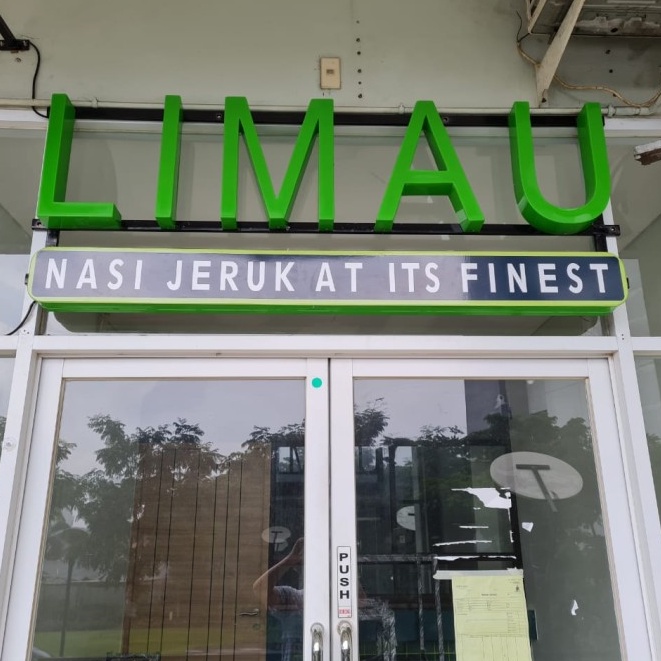 LIMAU
NASI JERUK AT ITS FINEST
PUSH